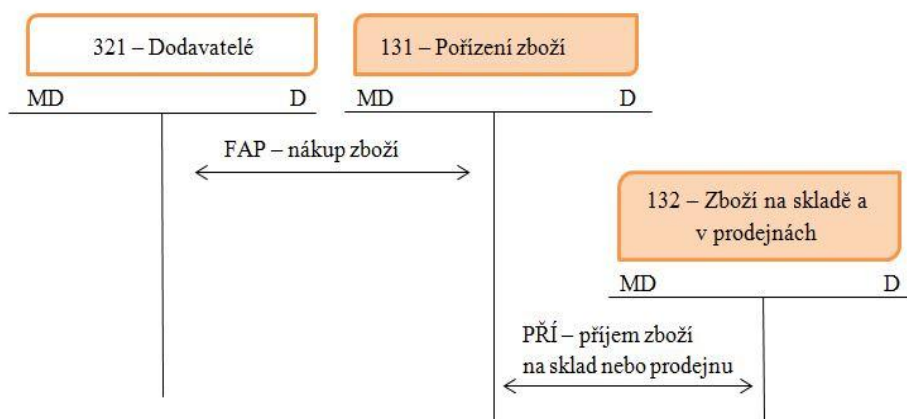 321 – Dodavatelé
131 – Pořízení zboží
MD D
MD D
FAP – nákup zboží
132 – Zboží na skladě a
v prodejnách
MD D
PŘÍ – příjem zboží
na sklad nebo prodejnu